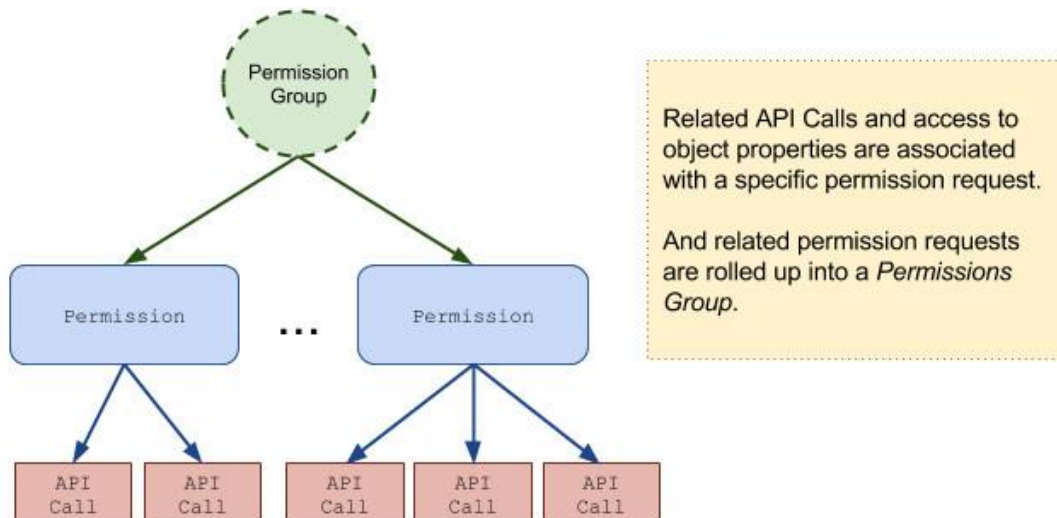 Permission
Group
Related API Calls and access to
object properties are associated
with a specific permission request.
And related permission requests
are rolled up into a Permissions
Group.
Permission
...
Permission
API
Call
API
Call
API
Call
API
Call
API
Call